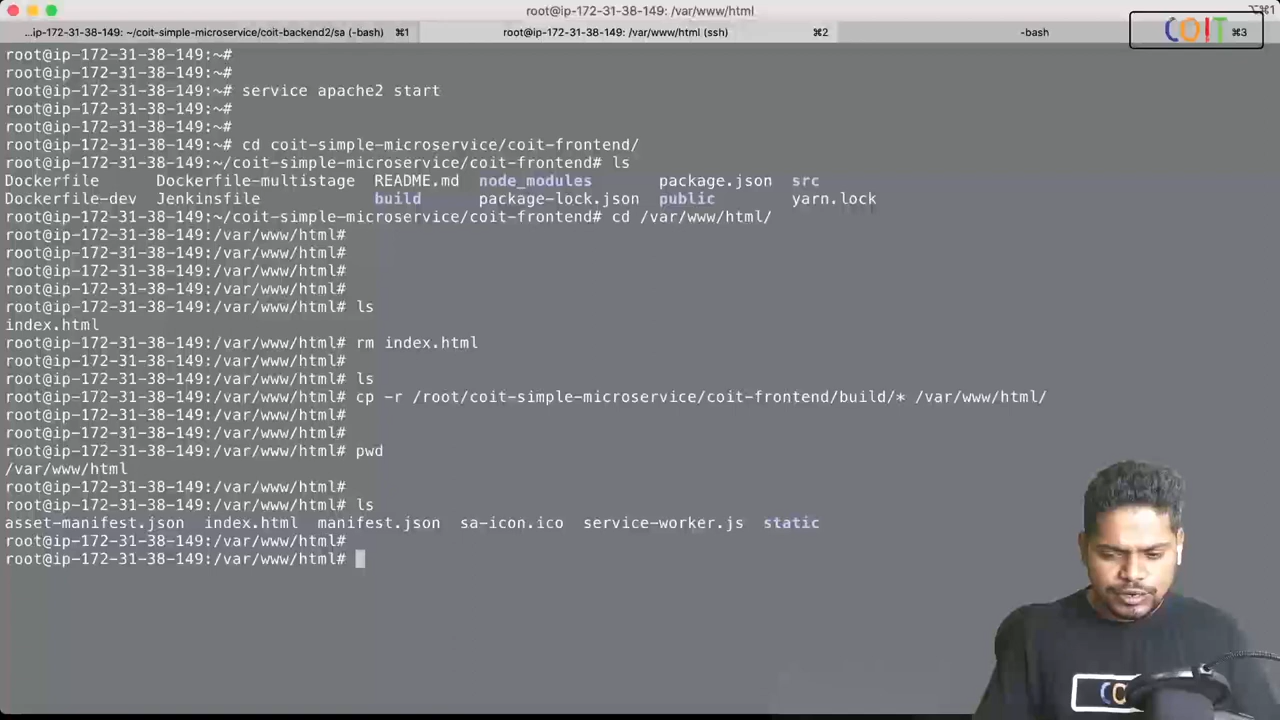 root@ip-172-31-38-149: /var/www/html
⌥⌘1
...ip-172-31-38-149: ~/coit-simple-microservice/coit-backend2/sa (-bash) ⌘1
root@ip-172-31-38-149: /var/www/html (ssh) ⌘2
-bash ⌘3
COIT
root@ip-172-31-38-149:~#
root@ip-172-31-38-149:~#
root@ip-172-31-38-149:~# service apache2 start
root@ip-172-31-38-149:~#
root@ip-172-31-38-149:~#
root@ip-172-31-38-149:~# cd coit-simple-microservice/coit-frontend/
root@ip-172-31-38-149:~/coit-simple-microservice/coit-frontend# ls
Dockerfile Dockerfile-multistage README.md node_modules package.json src
Dockerfile-dev Jenkinsfile build package-lock.json public yarn.lock
root@ip-172-31-38-149:~/coit-simple-microservice/coit-frontend# cd /var/www/html/
root@ip-172-31-38-149:/var/www/html#
root@ip-172-31-38-149:/var/www/html#
root@ip-172-31-38-149:/var/www/html#
root@ip-172-31-38-149:/var/www/html# ls
index.html
root@ip-172-31-38-149:/var/www/html# rm index.html
root@ip-172-31-38-149:/var/www/html#
root@ip-172-31-38-149:/var/www/html# ls
root@ip-172-31-38-149:/var/www/html# cp -r /root/coit-simple-microservice/coit-frontend/build/* /var/www/html/
root@ip-172-31-38-149:/var/www/html#
root@ip-172-31-38-149:/var/www/html#
root@ip-172-31-38-149:/var/www/html# pwd
/var/www/html
root@ip-172-31-38-149:/var/www/html#
root@ip-172-31-38-149:/var/www/html# ls
asset-manifest.json index.html manifest.json sa-icon.ico service-worker.js static
root@ip-172-31-38-149:/var/www/html#
root@ip-172-31-38-149:/var/www/html#